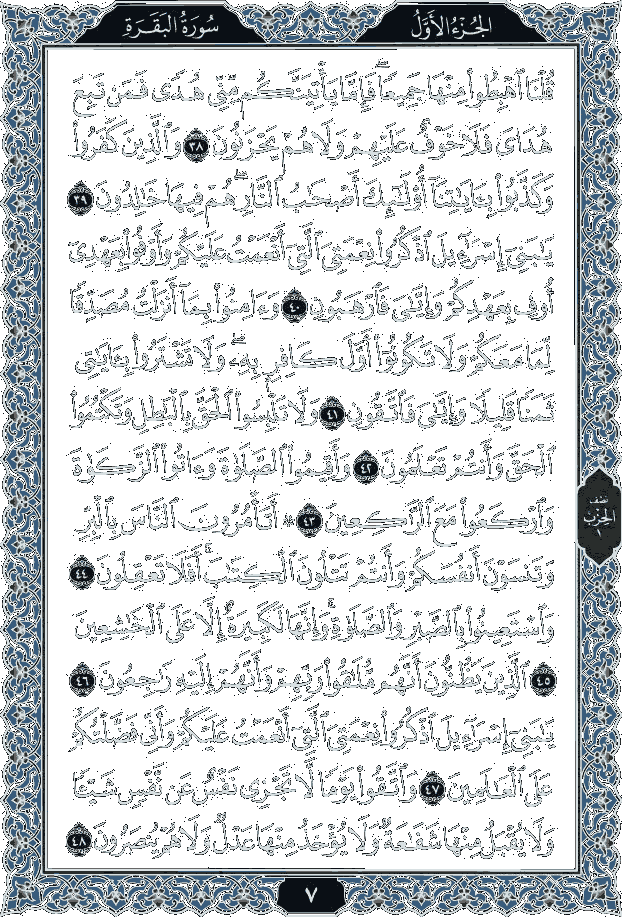 الجُزْءُ الأَوَّلُ
سُورَةُ البَقَرَةِ
قُلْنَا ٱهْبِطُوا۟ مِنْهَا جَمِيعًا ۖ فَإِمَّا يَأْتِيَنَّكُم مِّنِّى هُدًى فَمَن تَبِعَ
هُدَاىَ فَلَا خَوْفٌ عَلَيْهِمْ وَلَا هُمْ يَحْزَنُونَ ٣٨ وَٱلَّذِينَ كَفَرُوا۟
وَكَذَّبُوا۟ بِـَٔايَـٰتِنَآ أُو۟لَـٰٓئِكَ أَصْحَـٰبُ ٱلنَّارِ ۖ هُمْ فِيهَا خَـٰلِدُونَ ٣٩
يَـٰبَنِىٓ إِسْرَٰٓءِيلَ ٱذْكُرُوا۟ نِعْمَتِىَ ٱلَّتِىٓ أَنْعَمْتُ عَلَيْكُمْ وَأَوْفُوا۟ بِعَهْدِىٓ
أُوفِ بِعَهْدِكُمْ وَإِيَّـٰىَ فَٱرْهَبُونِ ٤٠ وَءَامِنُوا۟ بِمَآ أَنزَلْتُ مُصَدِّقًا
لِّمَا مَعَكُمْ وَلَا تَكُونُوٓا۟ أَوَّلَ كَافِرٍۭ بِهِۦ ۖ وَلَا تَشْتَرُوا۟ بِـَٔايَـٰتِى
ثَمَنًا قَلِيلًا وَإِيَّـٰىَ فَٱتَّقُونِ ٤١ وَلَا تَلْبِسُوا۟ ٱلْحَقَّ بِٱلْبَـٰطِلِ وَتَكْتُمُوا۟
ٱلْحَقَّ وَأَنتُمْ تَعْلَمُونَ ٤٢ وَأَقِيمُوا۟ ٱلصَّلَوٰةَ وَءَاتُوا۟ ٱلزَّكَوٰةَ
وَٱرْكَعُوا۟ مَعَ ٱلرَّٰكِعِينَ ٤٣ ۞ أَتَأْمُرُونَ ٱلنَّاسَ بِٱلْبِرِّ
وَتَنسَوْنَ أَنفُسَكُمْ وَأَنتُمْ تَتْلُونَ ٱلْكِتَـٰبَ ۚ أَفَلَا تَعْقِلُونَ ٤٤
وَٱسْتَعِينُوا۟ بِٱلصَّبْرِ وَٱلصَّلَوٰةِ ۚ وَإِنَّهَا لَكَبِيرَةٌ إِلَّا عَلَى ٱلْخَـٰشِعِينَ
٤٥ ٱلَّذِينَ يَظُنُّونَ أَنَّهُم مُّلَـٰقُوا۟ رَبِّهِمْ وَأَنَّهُمْ إِلَيْهِ رَٰجِعُونَ ٤٦
يَـٰبَنِىٓ إِسْرَٰٓءِيلَ ٱذْكُرُوا۟ نِعْمَتِىَ ٱلَّتِىٓ أَنْعَمْتُ عَلَيْكُمْ وَأَنِّى فَضَّلْتُكُمْ
عَلَى ٱلْعَـٰلَمِينَ ٤٧ وَٱتَّقُوا۟ يَوْمًا لَّا تَجْزِى نَفْسٌ عَن نَّفْسٍ شَيْـًٔا
وَلَا يُقْبَلُ مِنْهَا شَفَـٰعَةٌ وَلَا يُؤْخَذُ مِنْهَا عَدْلٌ وَلَا هُمْ يُنصَرُونَ ٤٨
نِصْف
الحِزْب
١
٧